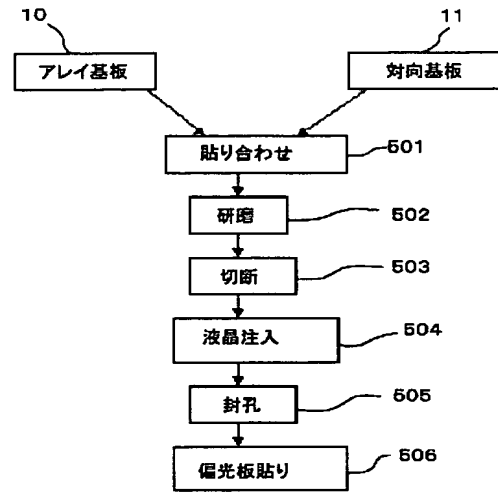 10
11
アレイ基板
対向基板
貼り合わせ
501
研磨
502
切断
503
液晶注入
504
封孔
505
偏光板貼り
506